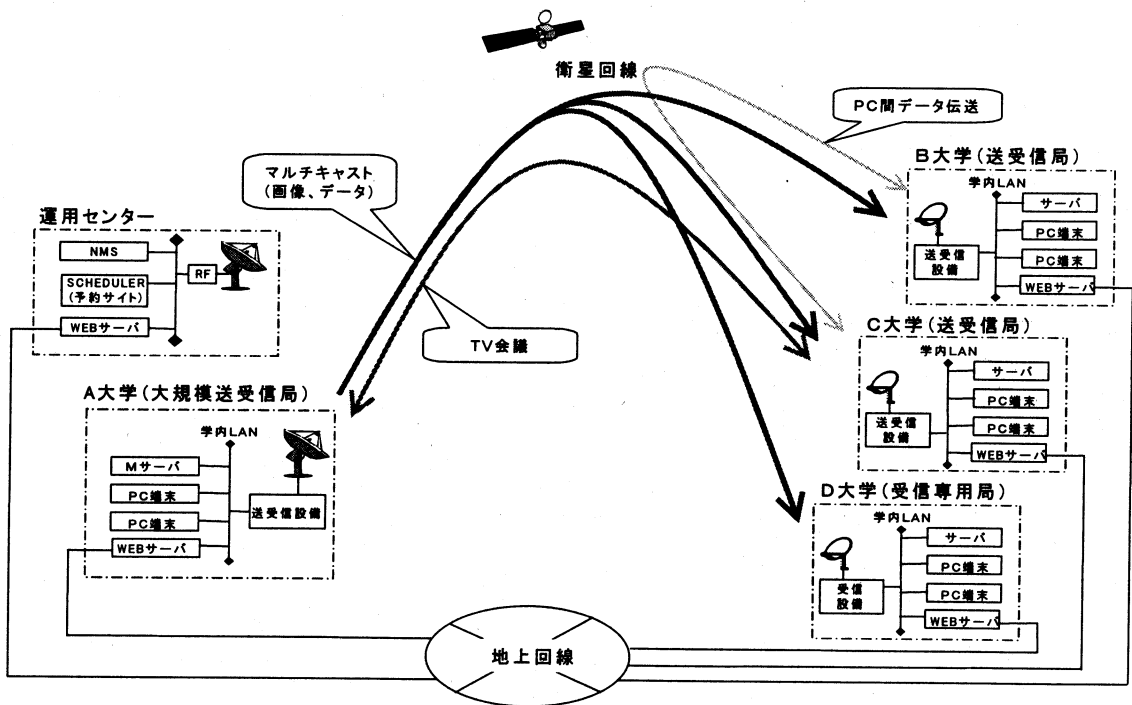 衛星回線
PC間データ伝送
マルチキャスト
(画像、データ)
TV会議
運用センター
NMS
SCHEDULER
(予約サイト)
WEBサーバ
RF
A大学(大規模送受信局)
学内LAN
Mサーバ
PC端末
PC端末
WEBサーバ
送受信設備
B大学(送受信局)
学内LAN
サーバ
PC端末
PC端末
WEBサーバ
送受信
設備
C大学(送受信局)
学内LAN
サーバ
PC端末
PC端末
WEBサーバ
送受信
設備
D大学(受信専用局)
学内LAN
サーバ
PC端末
PC端末
WEBサーバ
受信
設備
地上回線